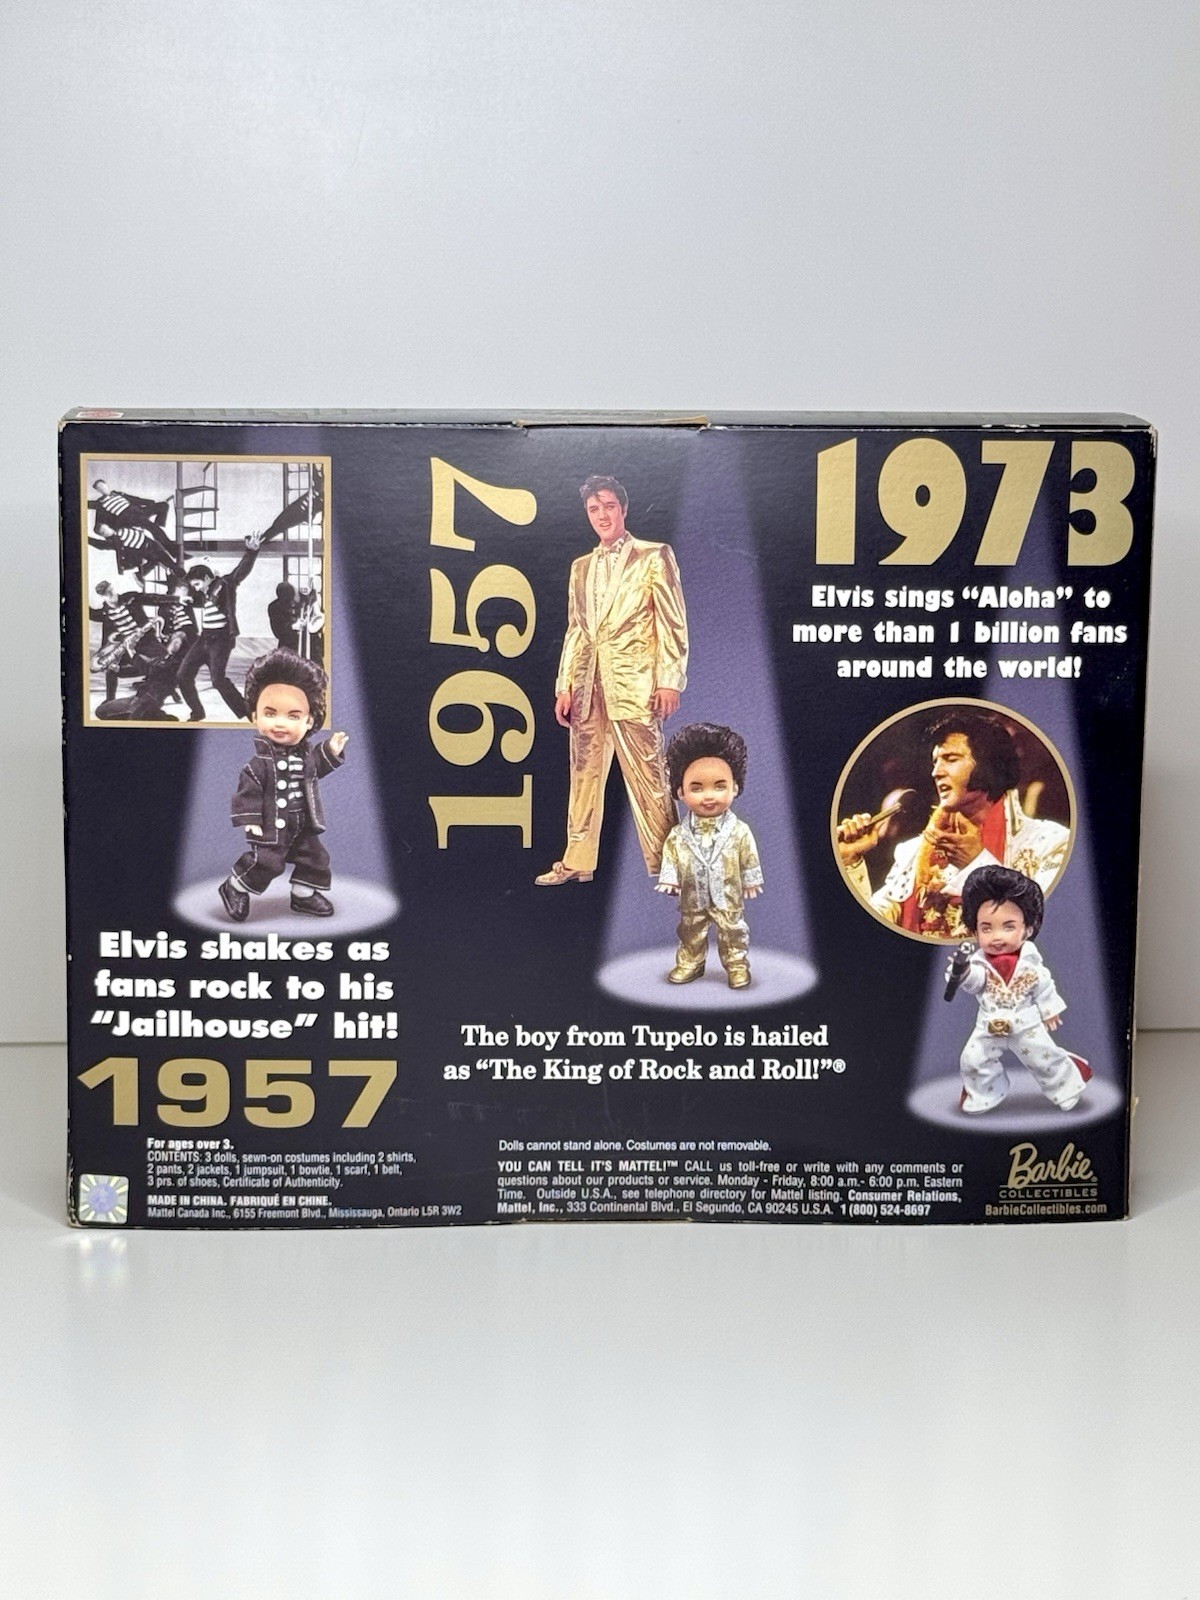 1957
1973
Elvis sings “Aloha” to
more than 1 billion fans
around the world!
Elvis shakes as
fans rock to his
“Jailhouse” hit!
1957
The boy from Tupelo is hailed
as “The King of Rock and Roll!”®
For ages over 3.
CONTENTS: 3 dolls, sewn-on costumes including 2 shirts,
2 pants, 2 jackets, 1 jumpsuit, 1 bowtie, 1 scarf, 1 belt,
3 prs. of shoes, Certificate of Authenticity.
MADE IN CHINA. FABRIQUÉ EN CHINE.
Mattel Canada Inc., 6155 Freemont Blvd., Mississauga, Ontario L5R 3W2
Dolls cannot stand alone. Costumes are not removable.
YOU CAN TELL IT'S MATTEL!™ CALL us toll-free or write with any comments or
questions about our products or service. Monday - Friday, 8:00 a.m.- 6:00 p.m. Eastern
Time. Outside U.S.A., see telephone directory for Mattel listing. Consumer Relations,
Mattel, Inc., 333 Continental Blvd., El Segundo, CA 90245 U.S.A. 1 (800) 524-8697
Barbie®
COLLECTIBLES
BarbieCollectibles.com